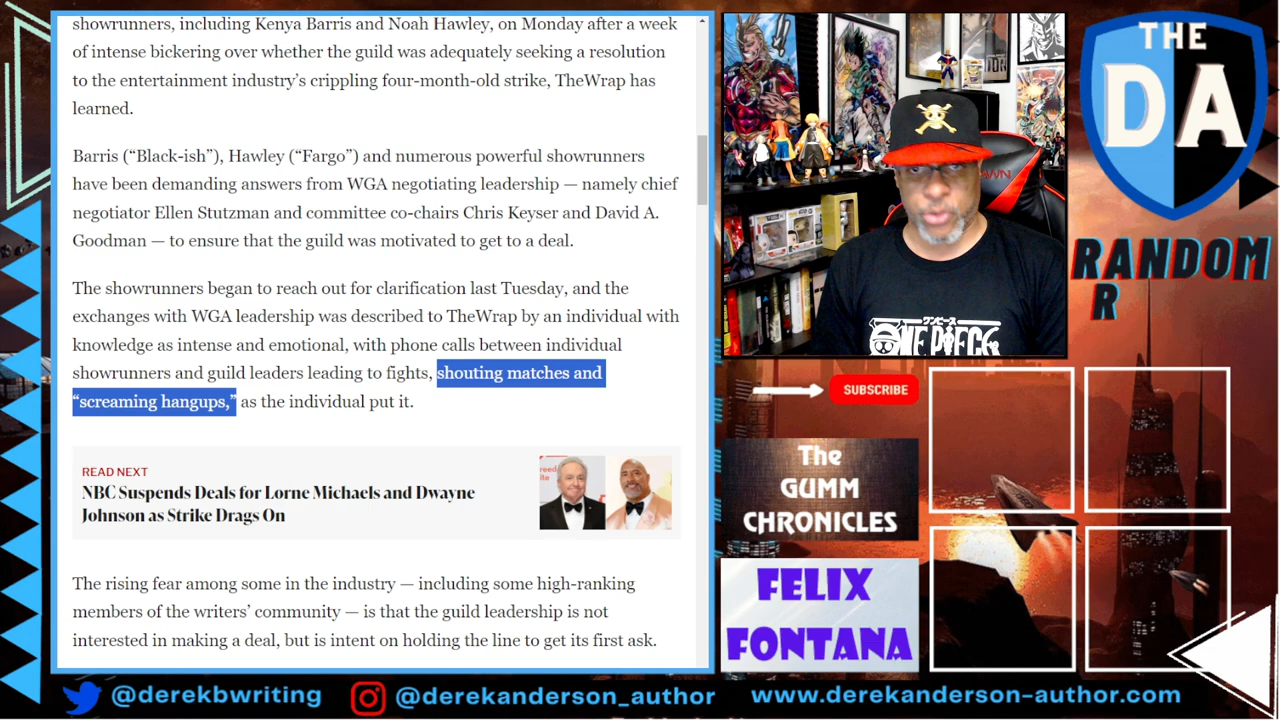 showrunners, including Kenya Barris and Noah Hawley, on Monday after a week
of intense bickering over whether the guild was adequately seeking a resolution
to the entertainment industry’s crippling four-month-old strike, TheWrap has
learned.
Barris (“Black-ish”), Hawley (“Fargo”) and numerous powerful showrunners
have been demanding answers from WGA negotiating leadership — namely chief
negotiator Ellen Stutzman and committee co-chairs Chris Keyser and David A.
Goodman — to ensure that the guild was motivated to get to a deal.
The showrunners began to reach out for clarification last Tuesday, and the
exchanges with WGA leadership was described to TheWrap by an individual with
knowledge as intense and emotional, with phone calls between individual
showrunners and guild leaders leading to fights, shouting matches and
“screaming hangups,” as the individual put it.
READ NEXT
NBC Suspends Deals for Lorne Michaels and Dwayne
Johnson as Strike Drags On
The rising fear among some in the industry — including some high-ranking
members of the writers’ community — is that the guild leadership is not
interested in making a deal, but is intent on holding the line to get its first ask.
ワンピース
ONE PIECE
THE
DA
RANDOM
R
SUBSCRIBE
The
GUMM
CHRONICLES
FELIX
FONTANA
@derekbwriting
@derekanderson_author
www.derekanderson-author.com